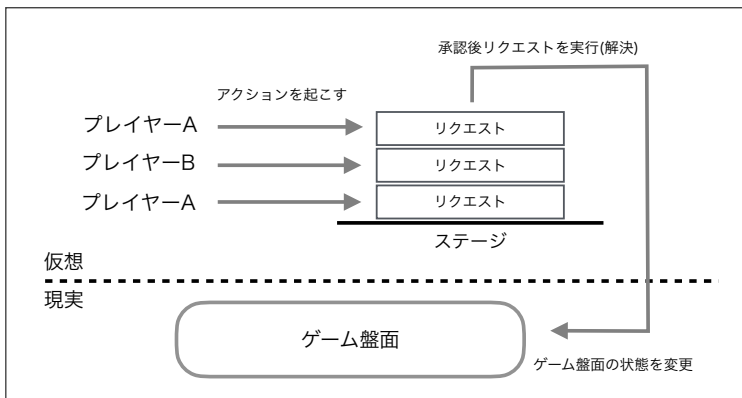 承認後リクエストを実行(解決)
アクションを起こす
プレイヤーA
リクエスト
プレイヤーB
リクエスト
プレイヤーA
リクエスト
ステージ
仮想
現実
ゲーム盤面
ゲーム盤面の状態を変更